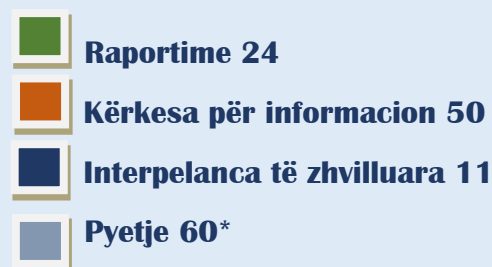 Raportime 24
Kërkesa për informacion 50
Interpelanca të zhvilluara 11
Pyetje 60*